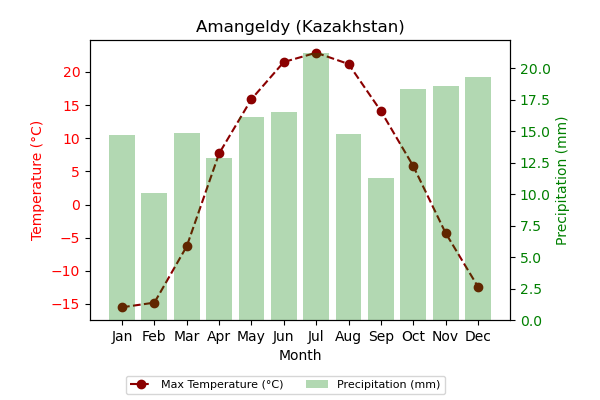 Amangeldy (Kazakhstan)
Temperature (°C)
20
15
10
5
0
−5
−10
−15
20.0
17.5
15.0
12.5
10.0
7.5
5.0
2.5
0.0
Precipitation (mm)
Jan Feb Mar Apr May Jun Jul Aug Sep Oct Nov Dec
Month
Max Temperature (°C) Precipitation (mm)